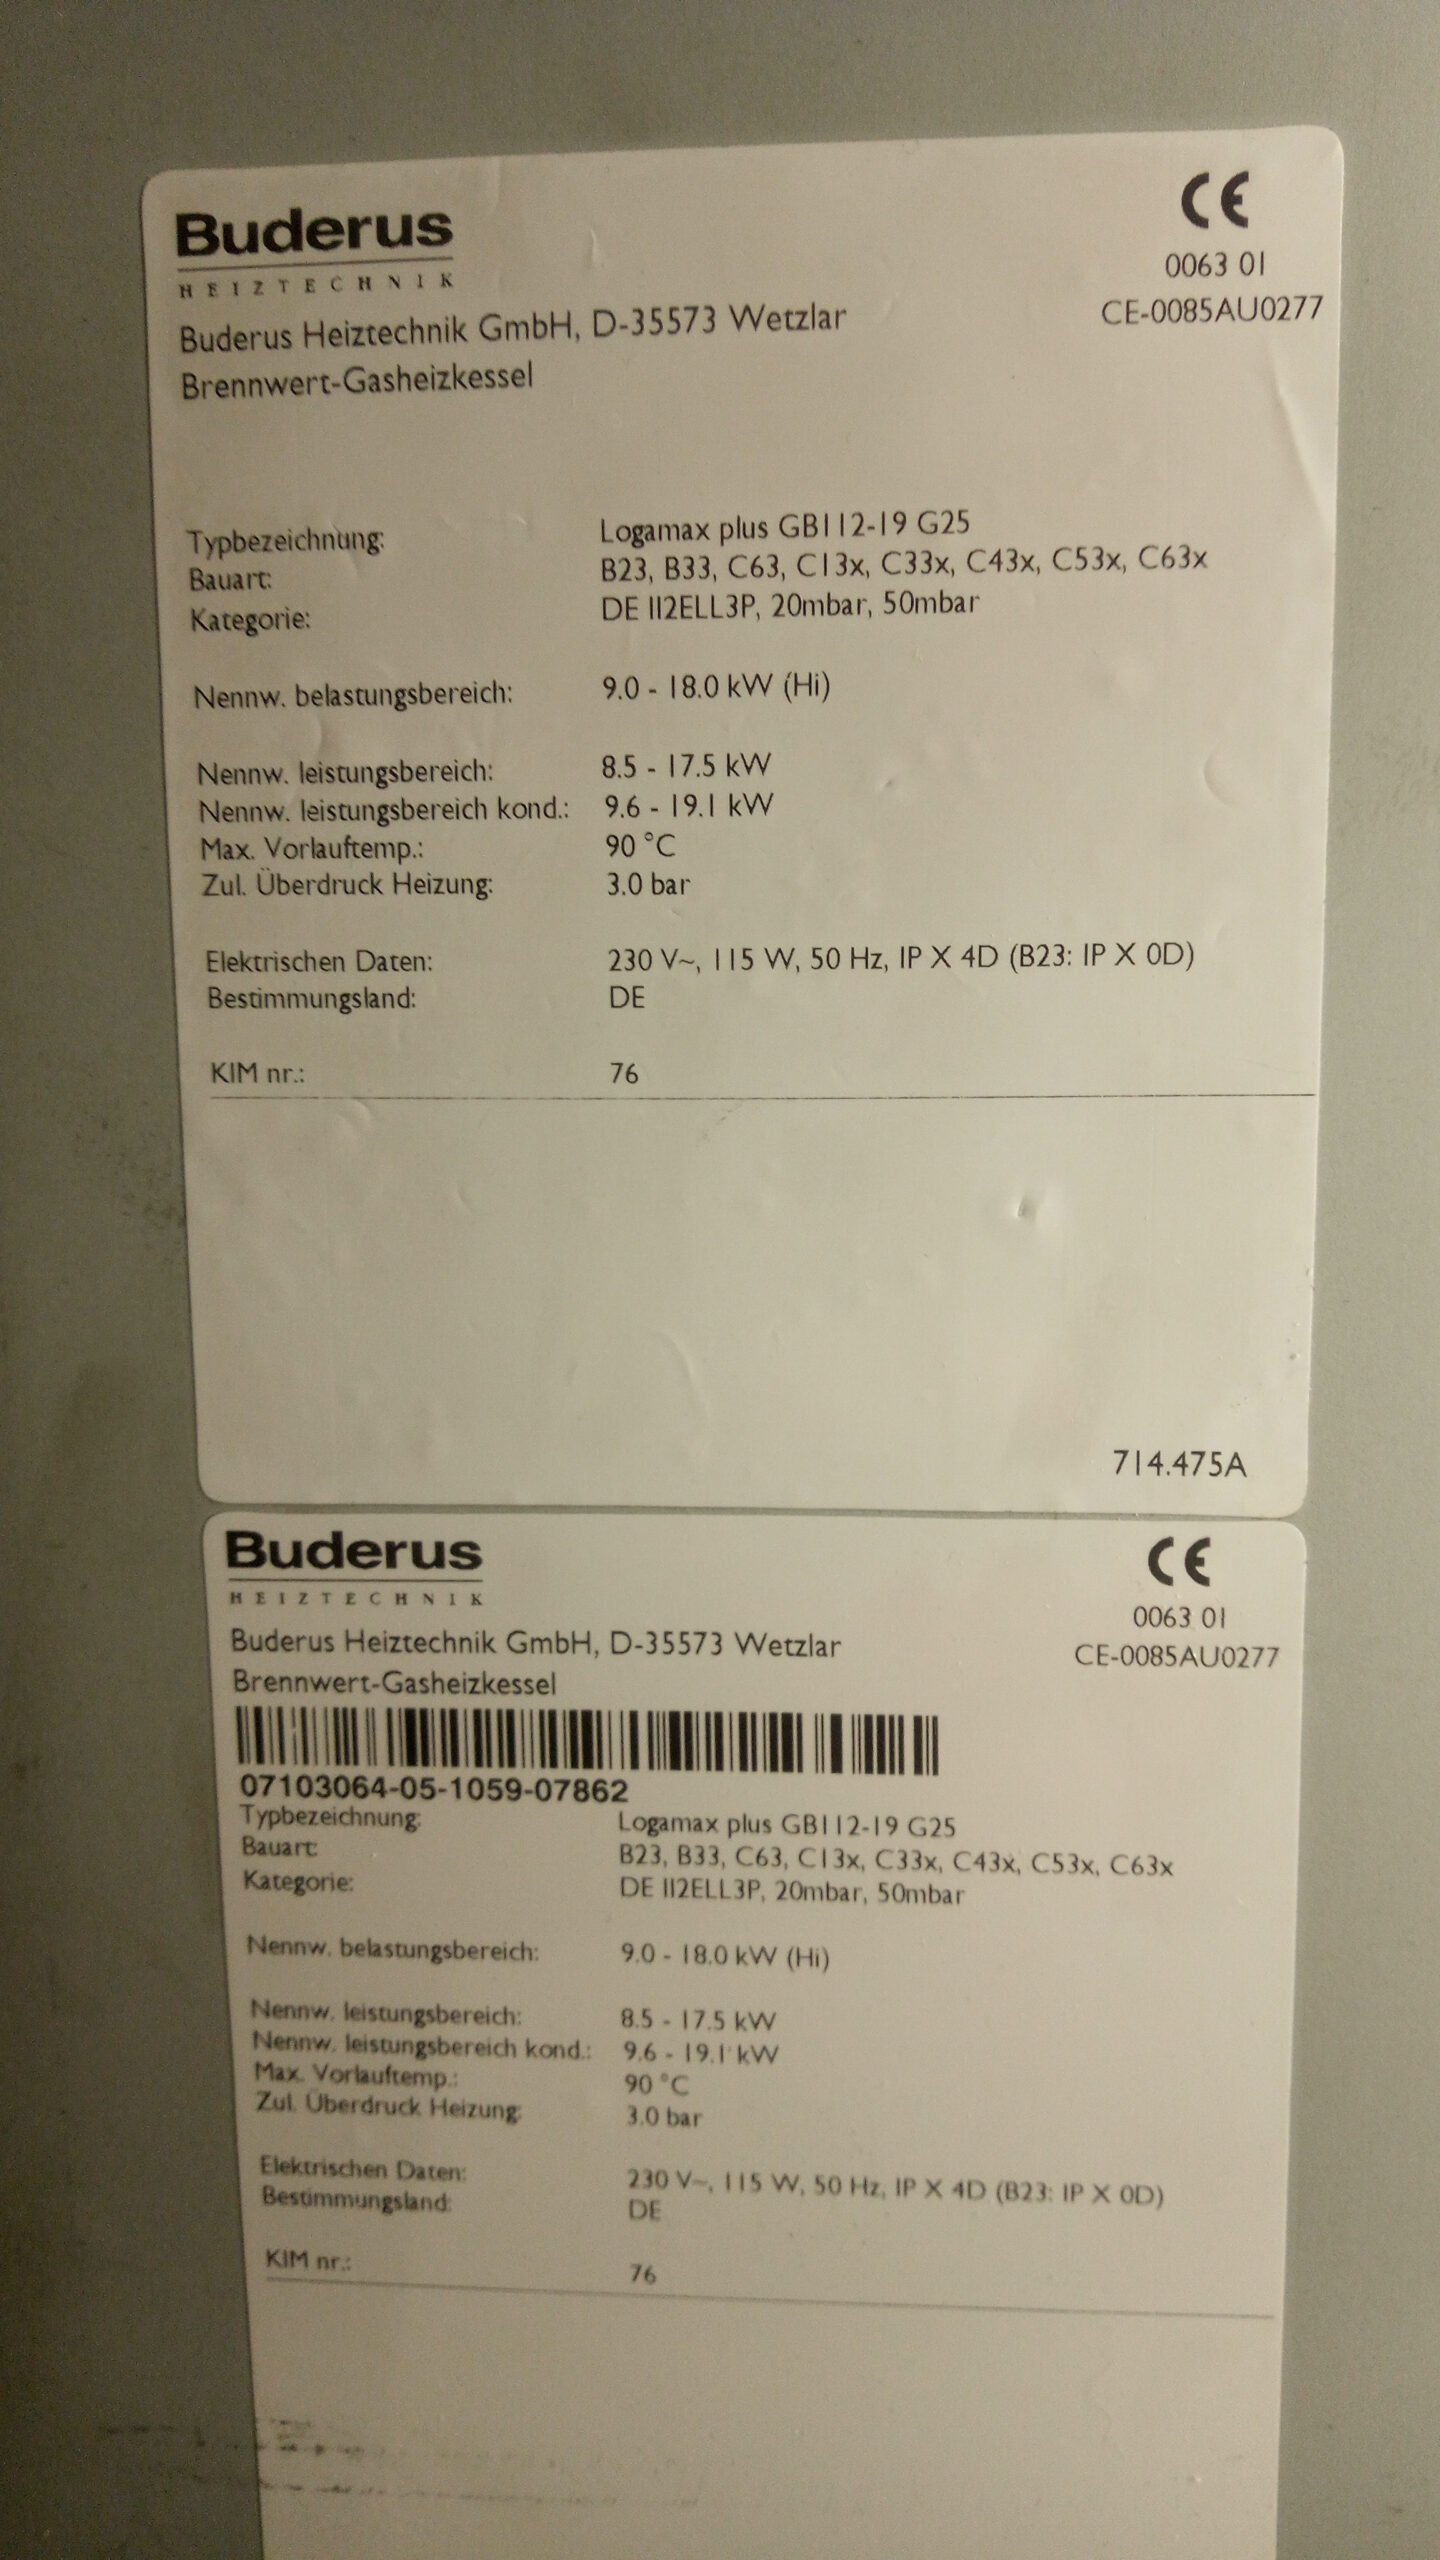 Buderus
HEIZTECHNIK
CE
0063 01
CE-0085AU0277
Buderus Heiztechnik GmbH, D-35573 Wetzlar
Brennwert-Gasheizkessel
Typbezeichnung: Logamax plus GB112-19 G25
Bauart: B23, B33, C63, C13x, C33x, C43x, C53x, C63x
Kategorie: DE II2ELL3P, 20mbar, 50mbar
Nennw. belastungsbereich: 9.0 - 18.0 kW (Hi)
Nennw. leistungsbereich: 8.5 - 17.5 kW
Nennw. leistungsbereich kond.: 9.6 - 19.1 kW
Max. Vorlauftemp.: 90 °C
Zul. Überdruck Heizung: 3.0 bar
Elektrischen Daten: 230 V~, 115 W, 50 Hz, IP X 4D (B23: IP X 0D)
Bestimmungsland: DE
KIM nr.: 76
714.475A
Buderus
HEIZTECHNIK
CE
0063 01
CE-0085AU0277
Buderus Heiztechnik GmbH, D-35573 Wetzlar
Brennwert-Gasheizkessel
07103064-05-1059-07862
Typbezeichnung: Logamax plus GB112-19 G25
Bauart: B23, B33, C63, C13x, C33x, C43x, C53x, C63x
Kategorie: DE II2ELL3P, 20mbar, 50mbar
Nennw. belastungsbereich: 9.0 - 18.0 kW (Hi)
Nennw. leistungsbereich: 8.5 - 17.5 kW
Nennw. leistungsbereich kond.: 9.6 - 19.1 kW
Max. Vorlauftemp.: 90 °C
Zul. Überdruck Heizung: 3.0 bar
Elektrischen Daten: 230 V~, 115 W, 50 Hz, IP X 4D (B23: IP X 0D)
Bestimmungsland: DE
KIM nr.: 76